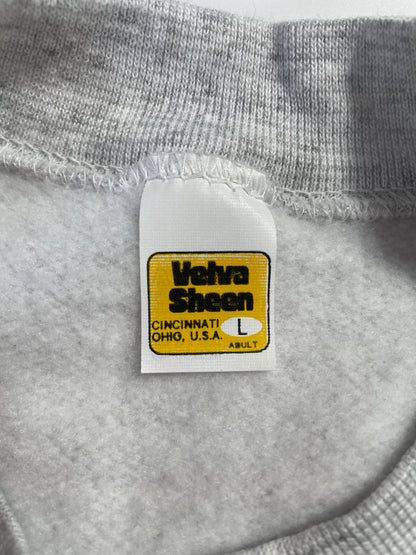 Velva
Sheen
CINCINNATI L
OHIO, U.S.A.
ADULT